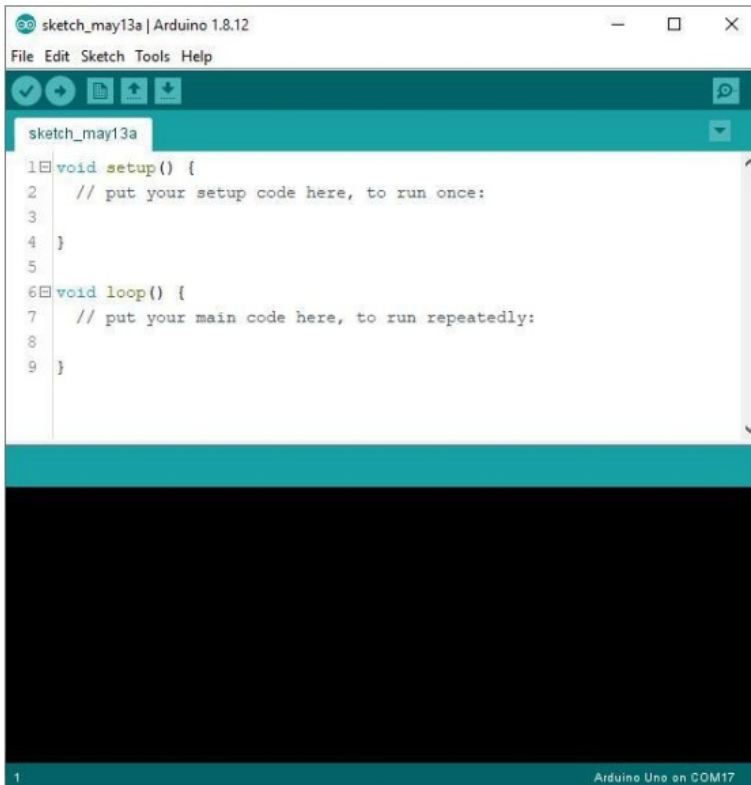 sketch_may13a | Arduino 1.8.12
File Edit Sketch Tools Help
sketch_may13a
1 void setup() {
2   // put your setup code here, to run once:
3
4 }
5
6 void loop() {
7   // put your main code here, to run repeatedly:
8
9 }
1 Arduino Uno on COM17